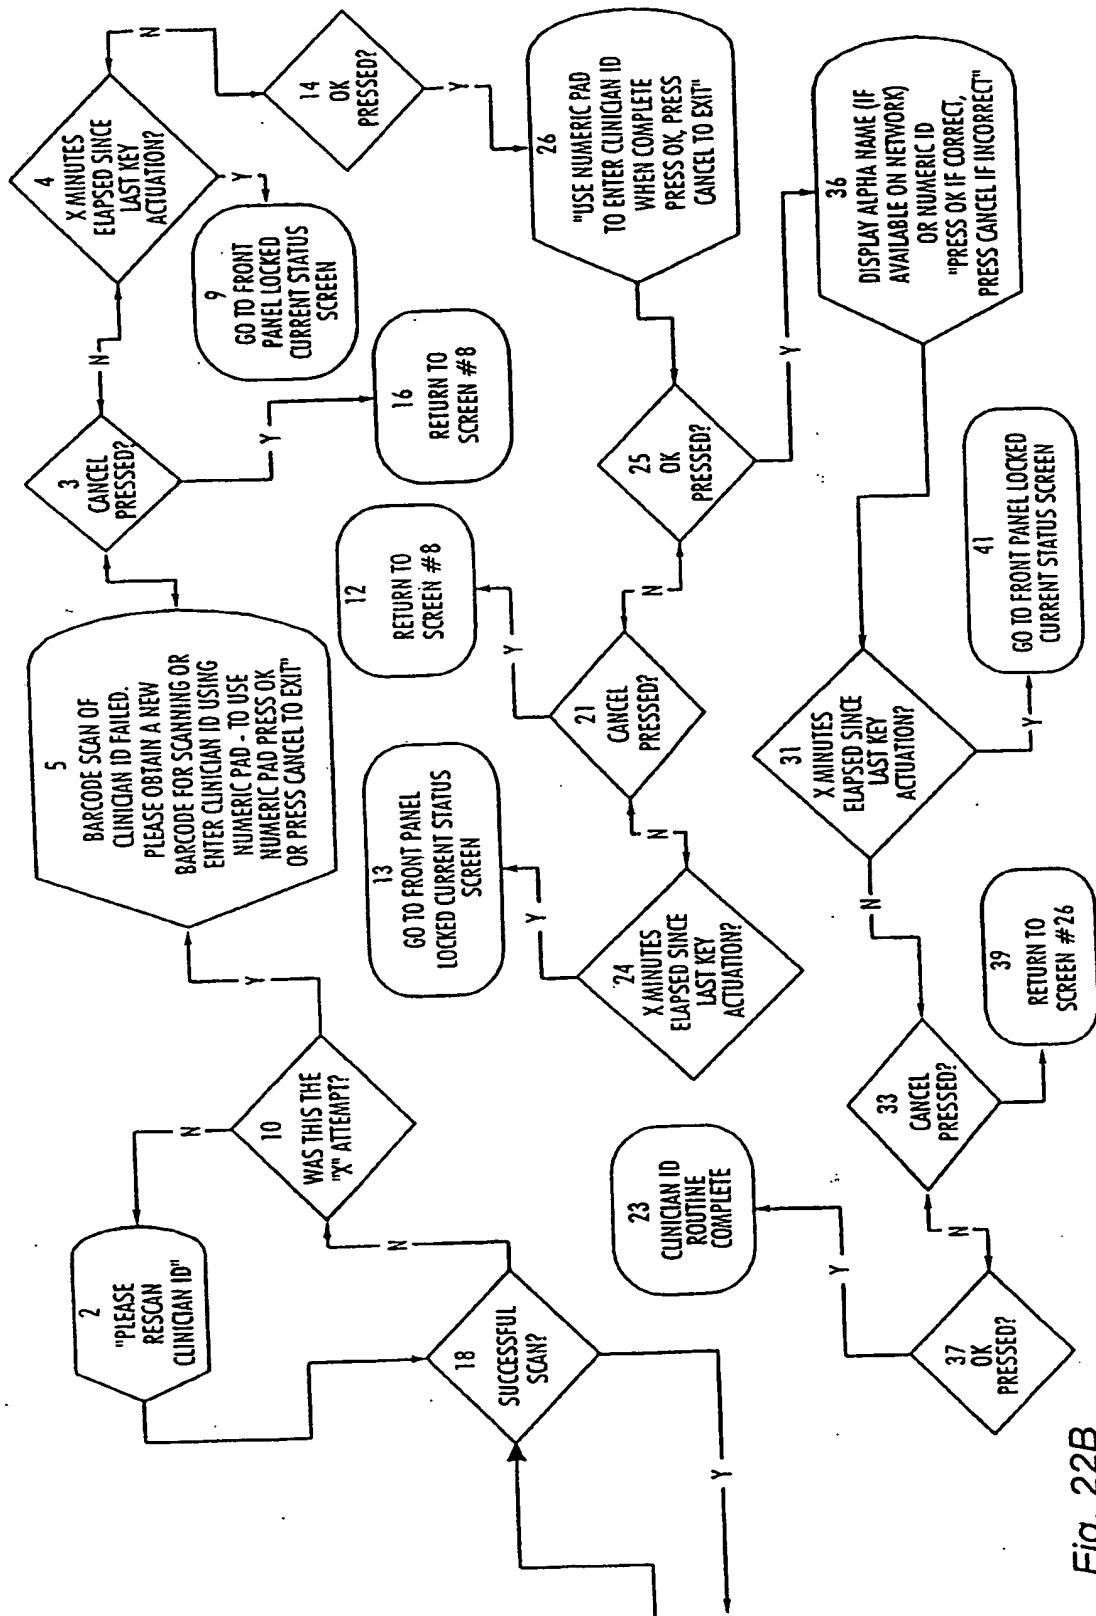 2
"PLEASE
RESCAN
CLINICIAN ID"
N
10
WAS THIS THE
"X" ATTEMPT?
Y
N
18
SUCCESSFUL
SCAN?
Y
5
BARCODE SCAN OF
CLINICIAN ID FAILED.
PLEASE OBTAIN A NEW
BARCODE FOR SCANNING OR
ENTER CLINICIAN ID USING
NUMERIC PAD - TO USE
NUMERIC PAD PRESS OK
OR PRESS CANCEL TO EXIT"
3
CANCEL
PRESSED?
N
Y
4
X MINUTES
ELAPSED SINCE
LAST KEY
ACTUATION?
N
Y
9
GO TO FRONT
PANEL LOCKED
CURRENT STATUS
SCREEN
16
RETURN TO
SCREEN #8
14
OK
PRESSED?
Y
26
"USE NUMERIC PAD
TO ENTER CLINICIAN ID
WHEN COMPLETE
PRESS OK, PRESS
CANCEL TO EXIT"
12
RETURN TO
SCREEN #8
Y
13
GO TO FRONT PANEL
LOCKED CURRENT STATUS
SCREEN
Y
24
X MINUTES
ELAPSED SINCE
LAST KEY
ACTUATION?
N
21
CANCEL
PRESSED?
N
25
OK
PRESSED?
Y
36
DISPLAY ALPHA NAME (IF
AVAILABLE ON NETWORK)
OR NUMERIC ID
"PRESS OK IF CORRECT,
PRESS CANCEL IF INCORRECT"
23
CLINICIAN ID
ROUTINE
COMPLETE
Y
37
OK
PRESSED?
N
33
CANCEL
PRESSED?
N
31
X MINUTES
ELAPSED SINCE
LAST KEY
ACTUATION?
Y
39
RETURN TO
SCREEN #26
41
GO TO FRONT PANEL LOCKED
CURRENT STATUS SCREEN
Fig. 22B